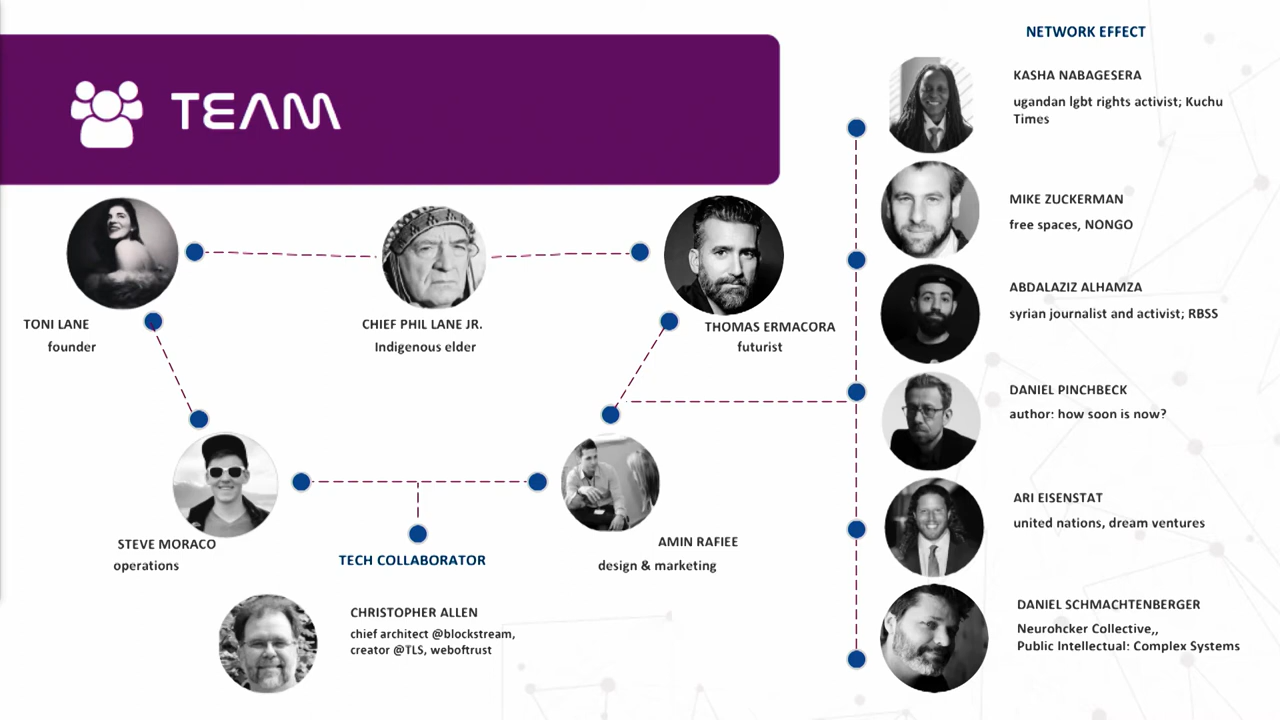 TEAM
TONI LANE
founder
CHIEF PHIL LANE JR.
Indigenous elder
THOMAS ERMACORA
futurist
STEVE MORACO
operations
TECH COLLABORATOR
AMIN RAFIEE
design & marketing
CHRISTOPHER ALLEN
chief architect @blockstream,
creator @TLS, weboftrust
NETWORK EFFECT
KASHA NABAGESERA
ugandan lgbt rights activist; Kuchu
Times
MIKE ZUCKERMAN
free spaces, NONGO
ABDALAZIZ ALHAMZA
syrian journalist and activist; RBSS
DANIEL PINCHBECK
author: how soon is now?
ARI EISENSTAT
united nations, dream ventures
DANIEL SCHMACHTENBERGER
Neurohcker Collective,,
Public Intellectual: Complex Systems